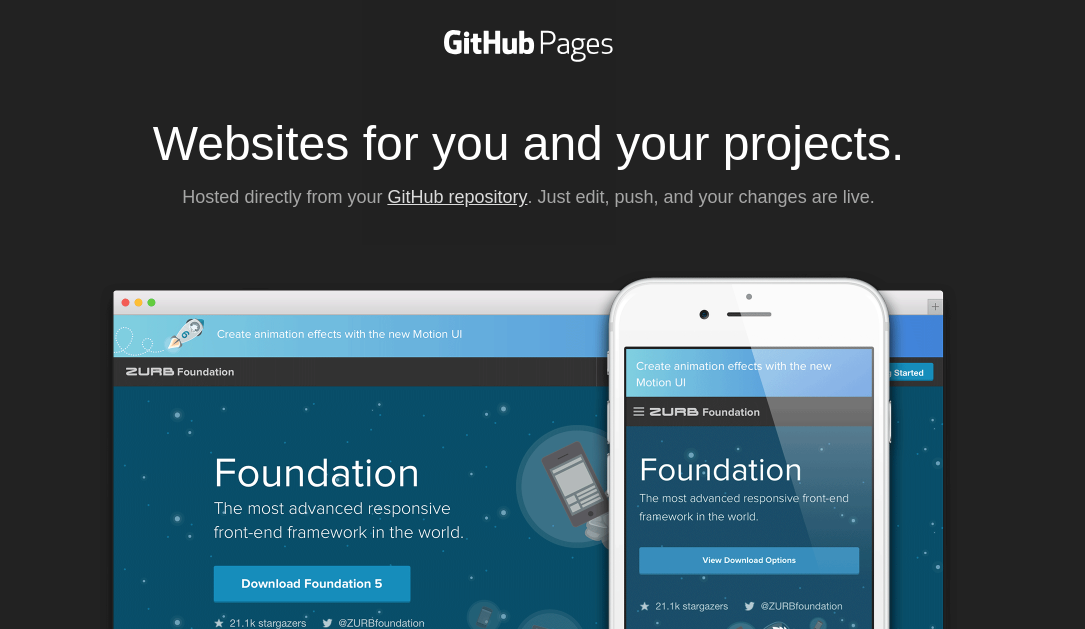 GitHub Pages
Websites for you and your projects.
Hosted directly from your GitHub repository. Just edit, push, and your changes are live.
Create animation effects with the new Motion UI
ZURB Foundation
Started
Foundation
The most advanced responsive
front-end framework in the world.
Download Foundation 5
21.1k stargazers @ZURBfoundation
Create animation effects with the new
Motion UI
ZURB Foundation
Foundation
The most advanced responsive front-end
framework in the world.
View Download Options
21.1k stargazers @ZURBfoundation